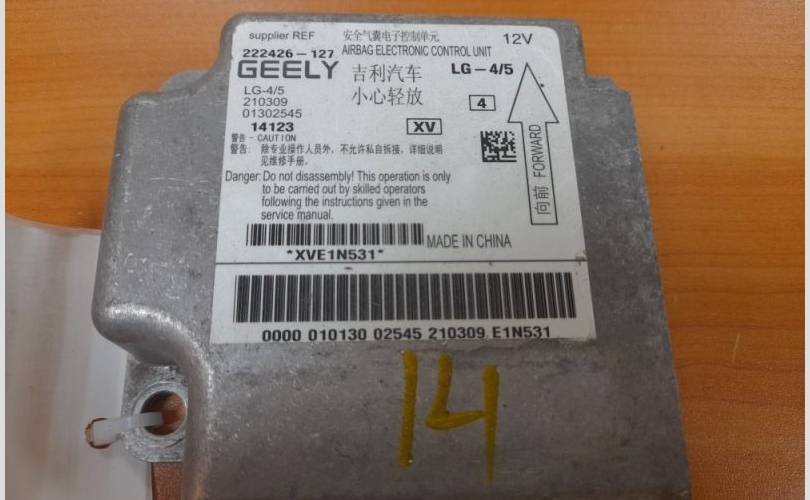 supplier REF 安全气囊电子控制单元 12V
222426-127 AIRBAG ELECTRONIC CONTROL UNIT
GEELY 吉利汽车 LG-4/5
LG-4/5 小心轻放
210309 4
01302545
14123 XV
警告 - CAUTION
警告: 除专业操作人员外，不允许私自拆接，详细说明
见维修手册。
Danger: Do not disassembly! This operation is only
to be carried out by skilled operators
following the instructions given in the
service manual.
向前 FORWARD
MADE IN CHINA
*XVE1N531*
0000 010130 02545 210309 E1N531
14